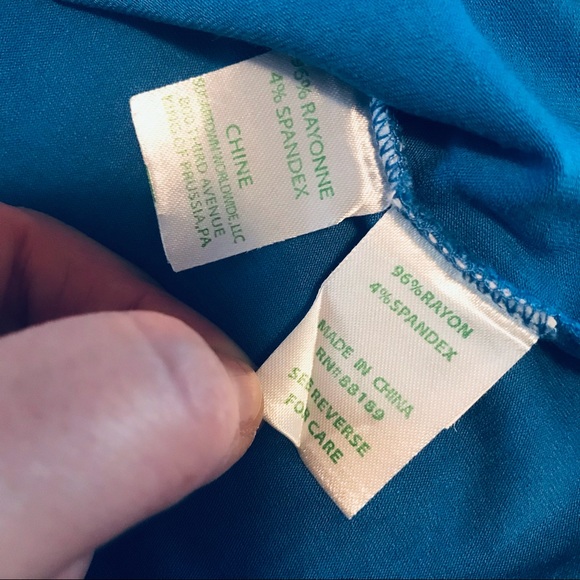 96% RAYONNE
4% SPANDEX
CHINE
WORLDWIDE, LLC
THIRD AVENUE
KING OF PRUSSIA, PA
96%RAYON
4%SPANDEX
MADE IN CHINA
RN# 88189
SEE REVERSE
FOR CARE